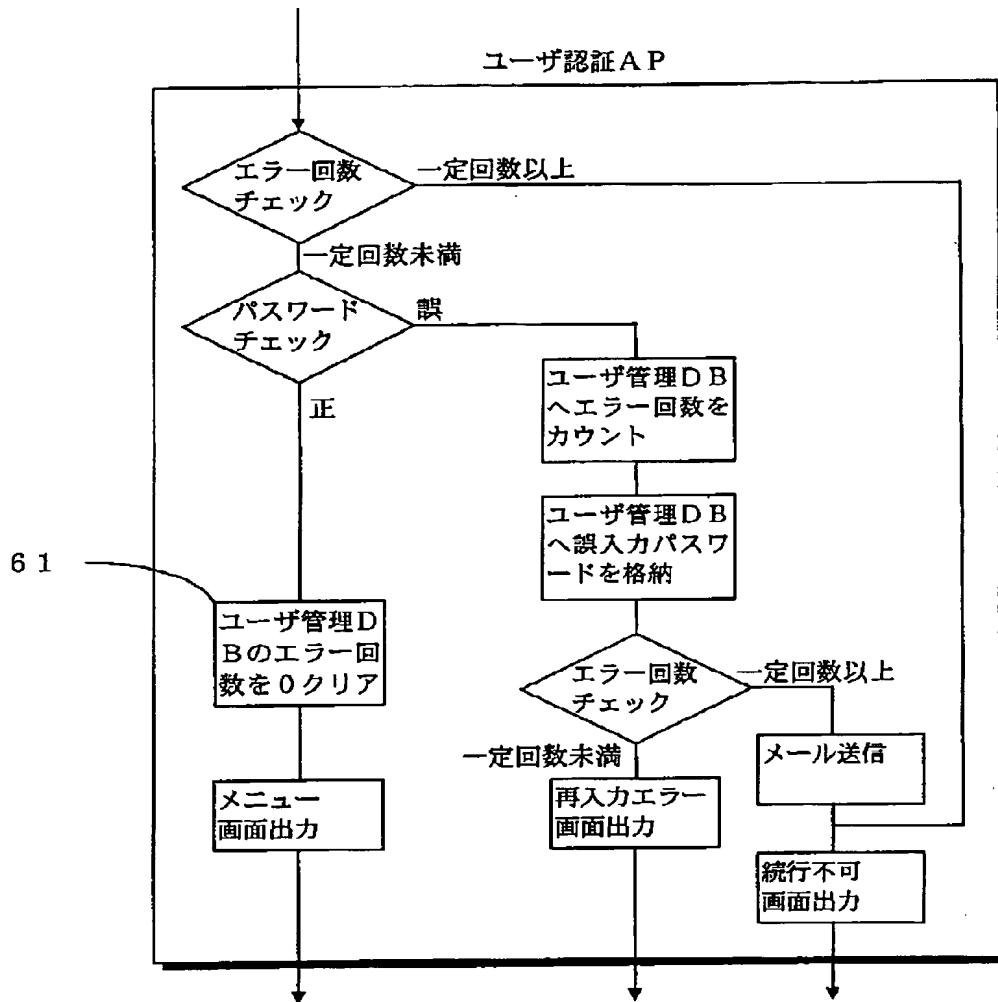 ユーザ認証AP
エラー回数
チェック
一定回数以上
一定回数未満
パスワード
チェック
誤
正
ユーザ管理DB
へエラー回数を
カウント
ユーザ管理DB
へ誤入力パスワ
ードを格納
61
ユーザ管理D
Bのエラー回
数を0クリア
エラー回数
チェック
一定回数以上
一定回数未満
メール送信
メニュー
画面出力
再入力エラー
画面出力
続行不可
画面出力